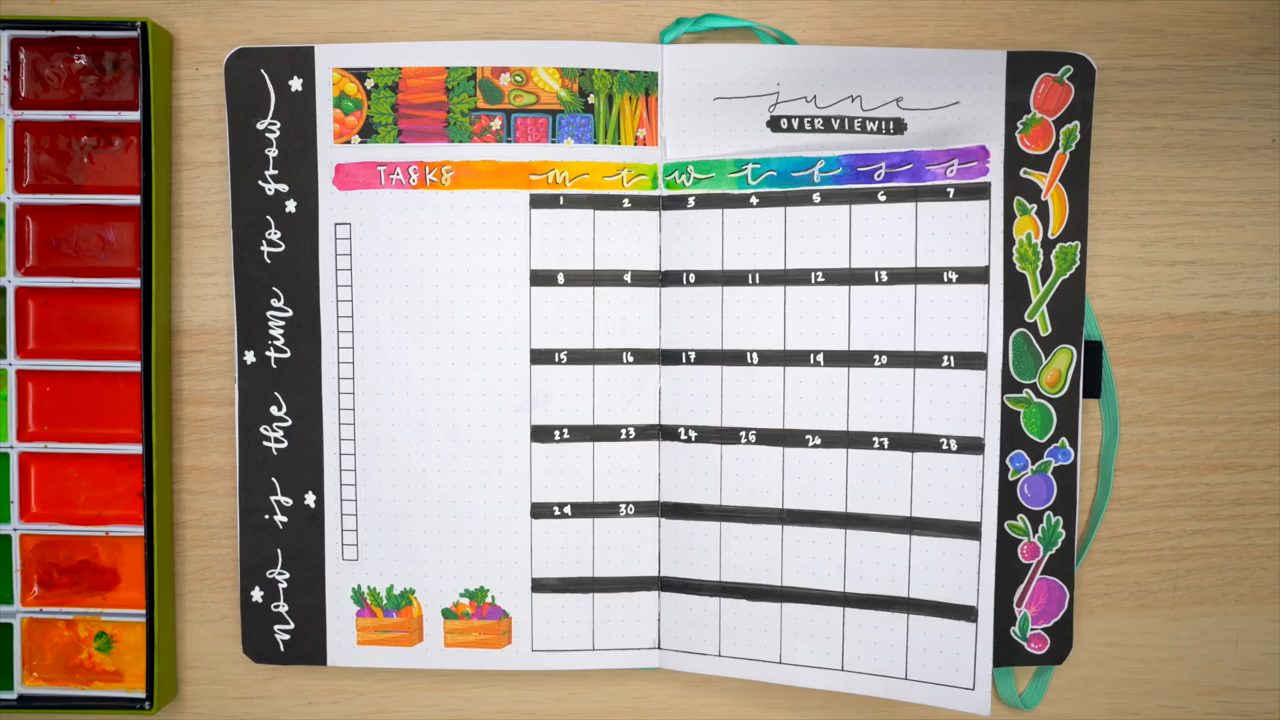 now is the time to grow
june
OVERVIEW!!
TASKS m t w t f s s
1 2 3 4 5 6 7
8 9 10 11 12 13 14
15 16 17 18 19 20 21
22 23 24 25 26 27 28
29 30